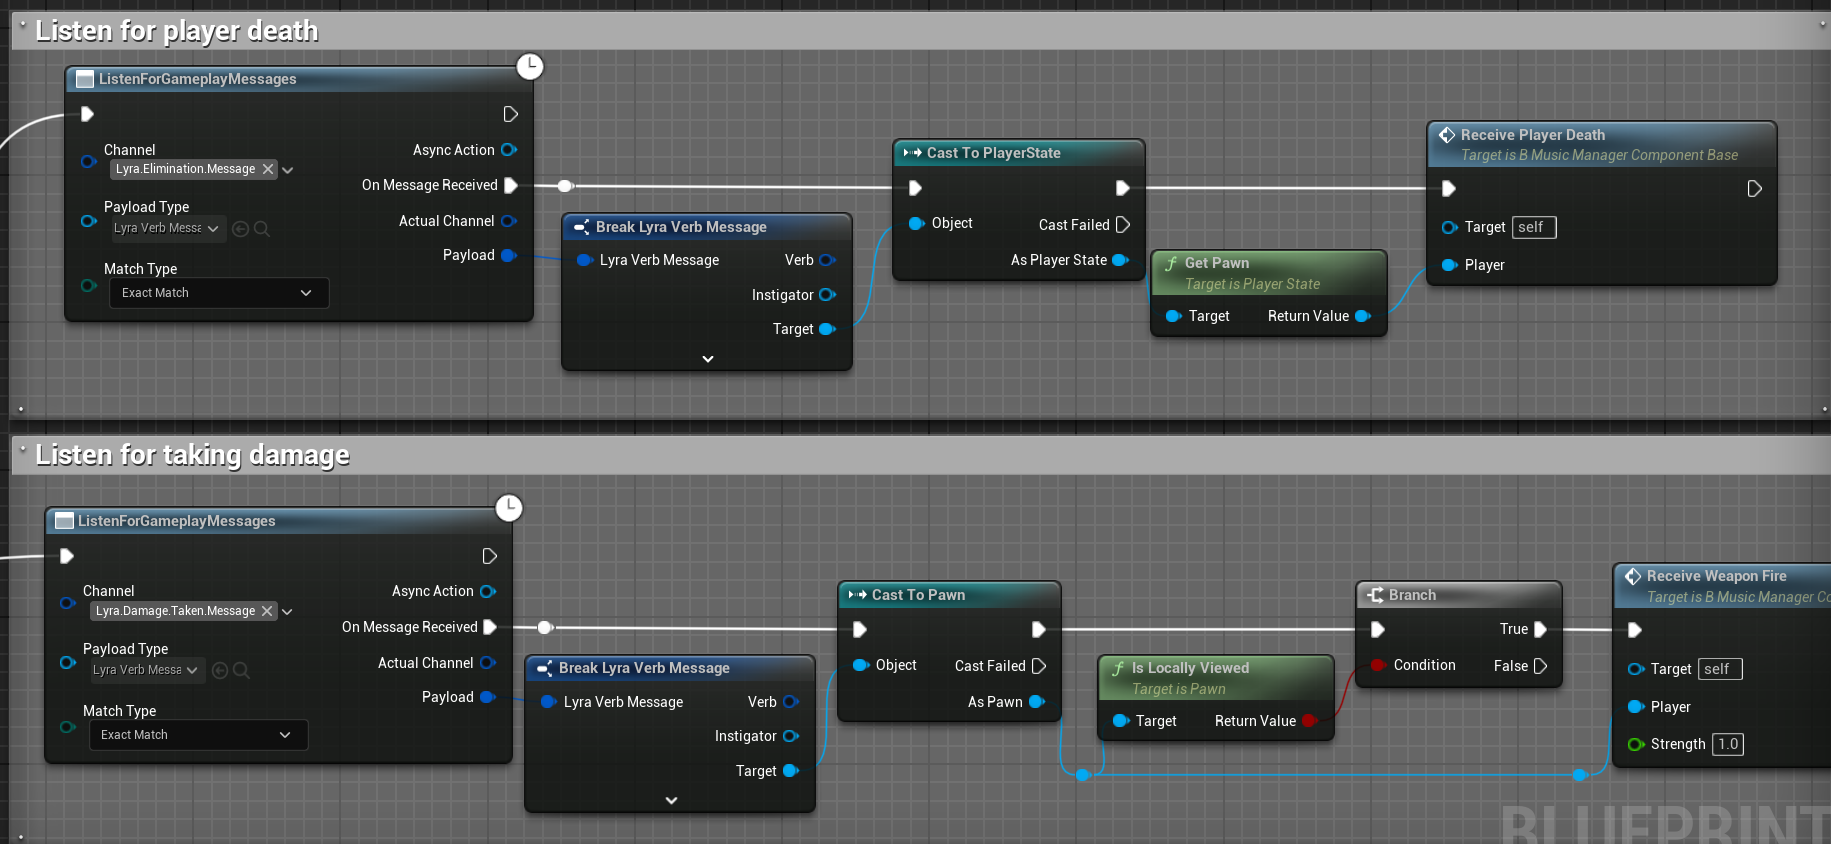 Listen for player death
ListenForGameplayMessages
Channel
Lyra.Elimination.Message
Payload Type
Lyra Verb Messa
Match Type
Exact Match
Async Action
On Message Received
Actual Channel
Payload
Break Lyra Verb Message
Lyra Verb Message
Verb
Instigator
Target
Cast To PlayerState
Object
Cast Failed
As Player State
Get Pawn
Target is Player State
Target
Return Value
Receive Player Death
Target is B Music Manager Component Base
Target self
Player
Listen for taking damage
ListenForGameplayMessages
Channel
Lyra.Damage.Taken.Message
Payload Type
Lyra Verb Messa
Match Type
Exact Match
Async Action
On Message Received
Actual Channel
Payload
Break Lyra Verb Message
Lyra Verb Message
Verb
Instigator
Target
Cast To Pawn
Object
Cast Failed
As Pawn
Is Locally Viewed
Target is Pawn
Target
Return Value
Branch
Condition
True
False
Receive Weapon Fire
Target is B Music Manager Co
Target self
Player
Strength 1.0
BLUEPRINT